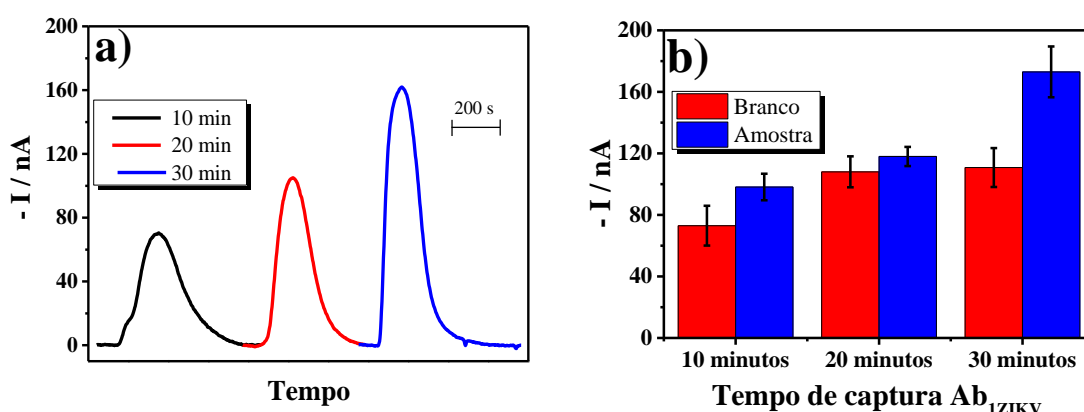 a)
200
160
120
80
40
0
- I / nA
10 min
20 min
30 min
200 s
Tempo
b)
200
160
120
80
40
0
- I / nA
Branco
Amostra
10 minutos 20 minutos 30 minutos
Tempo de captura Ab1ZIKV